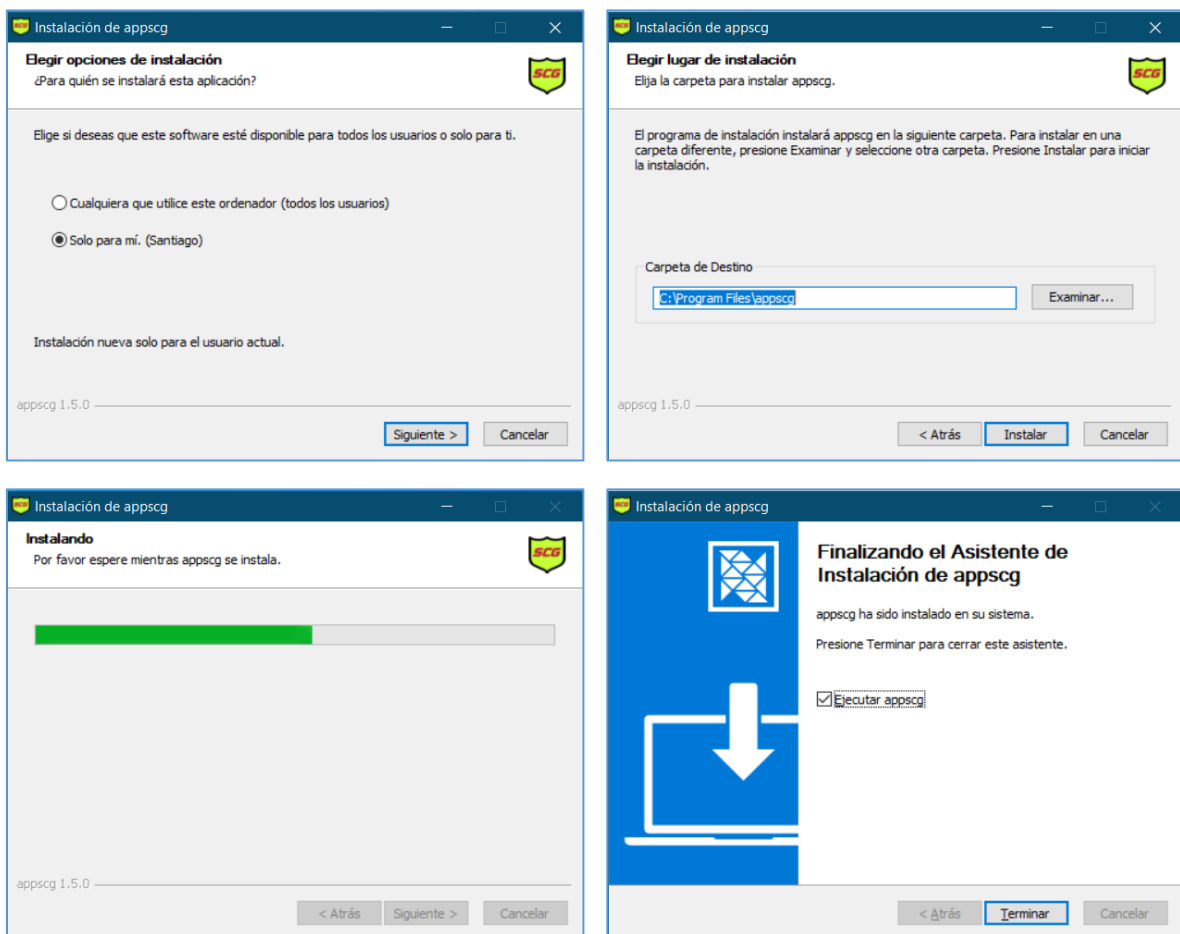 Instalación de appscg
Elegir opciones de instalación
¿Para quién se instalará esta aplicación?
SCG
Elige si deseas que este software esté disponible para todos los usuarios o solo para ti.
Cualquiera que utilice este ordenador (todos los usuarios)
Solo para mí. (Santiago)
Instalación nueva solo para el usuario actual.
appscg 1.5.0
Siguiente >
Cancelar
Instalación de appscg
Elegir lugar de instalación
Elija la carpeta para instalar appscg.
SCG
El programa de instalación instalará appscg en la siguiente carpeta. Para instalar en una
carpeta diferente, presione Examinar y seleccione otra carpeta. Presione Instalar para iniciar
la instalación.
Carpeta de Destino
C:\Program Files\appscg
Examinar...
appscg 1.5.0
< Atrás
Instalar
Cancelar
Instalación de appscg
Instalando
Por favor espere mientras appscg se instala.
SCG
appscg 1.5.0
< Atrás
Siguiente >
Cancelar
Instalación de appscg
Finalizando el Asistente de
Instalación de appscg
appscg ha sido instalado en su sistema.
Presione Terminar para cerrar este asistente.
Ejecutar appscg
< Atrás
Terminar
Cancelar